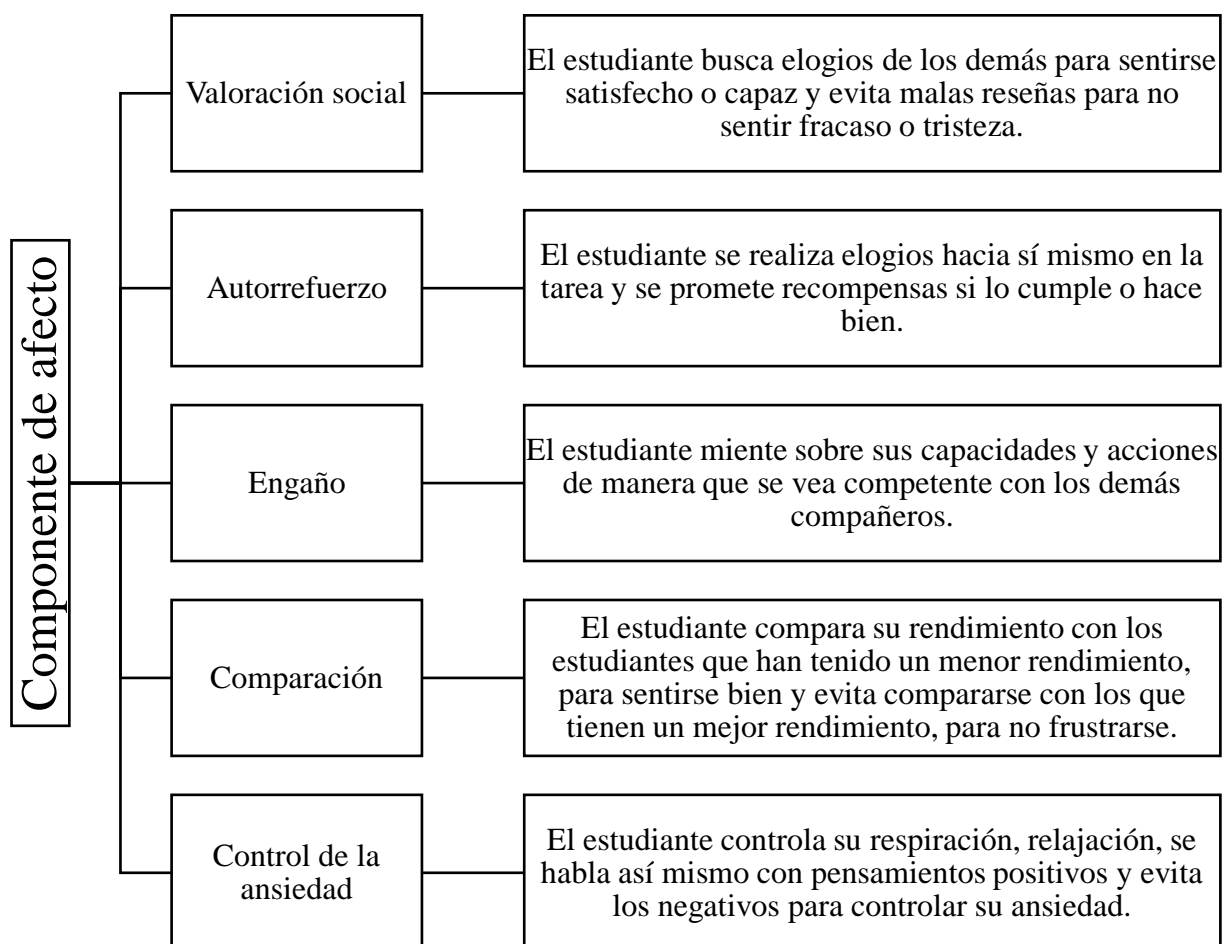 Componente de afecto
Valoración social
El estudiante busca elogios de los demás para sentirse
satisfecho o capaz y evita malas reseñas para no
sentir fracaso o tristeza.
Autorrefuerzo
El estudiante se realiza elogios hacia sí mismo en la
tarea y se promete recompensas si lo cumple o hace
bien.
Engaño
El estudiante miente sobre sus capacidades y acciones
de manera que se vea competente con los demás
compañeros.
Comparación
El estudiante compara su rendimiento con los
estudiantes que han tenido un menor rendimiento,
para sentirse bien y evita compararse con los que
tienen un mejor rendimiento, para no frustrarse.
Control de la
ansiedad
El estudiante controla su respiración, relajación, se
habla así mismo con pensamientos positivos y evita
los negativos para controlar su ansiedad.